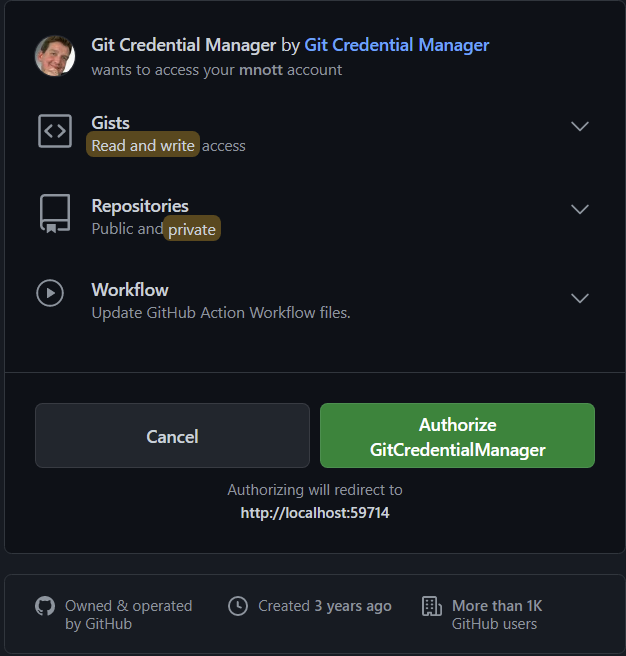 Git Credential Manager by Git Credential Manager
wants to access your mnott account
Gists
Read and write access
Repositories
Public and private
Workflow
Update GitHub Action Workflow files.
Cancel
Authorize
GitCredentialManager
Authorizing will redirect to
http://localhost:59714
Owned & operated
by GitHub
Created 3 years ago
More than 1K
GitHub users